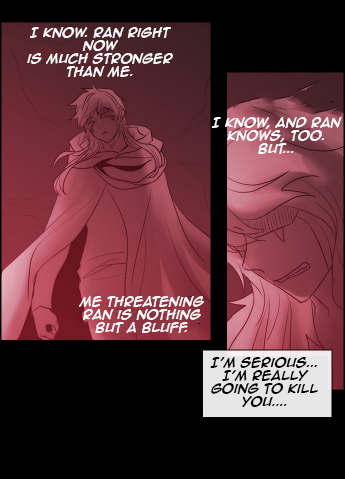 I KNOW. RAN RIGHT
NOW
IS MUCH STRONGER
THAN ME.
I KNOW, AND RAN
KNOWS, TOO.
BUT...
ME THREATENING
RAN IS NOTHING
BUT A BLUFF.
I'M SERIOUS...
I'M REALLY
GOING TO KILL
YOU....